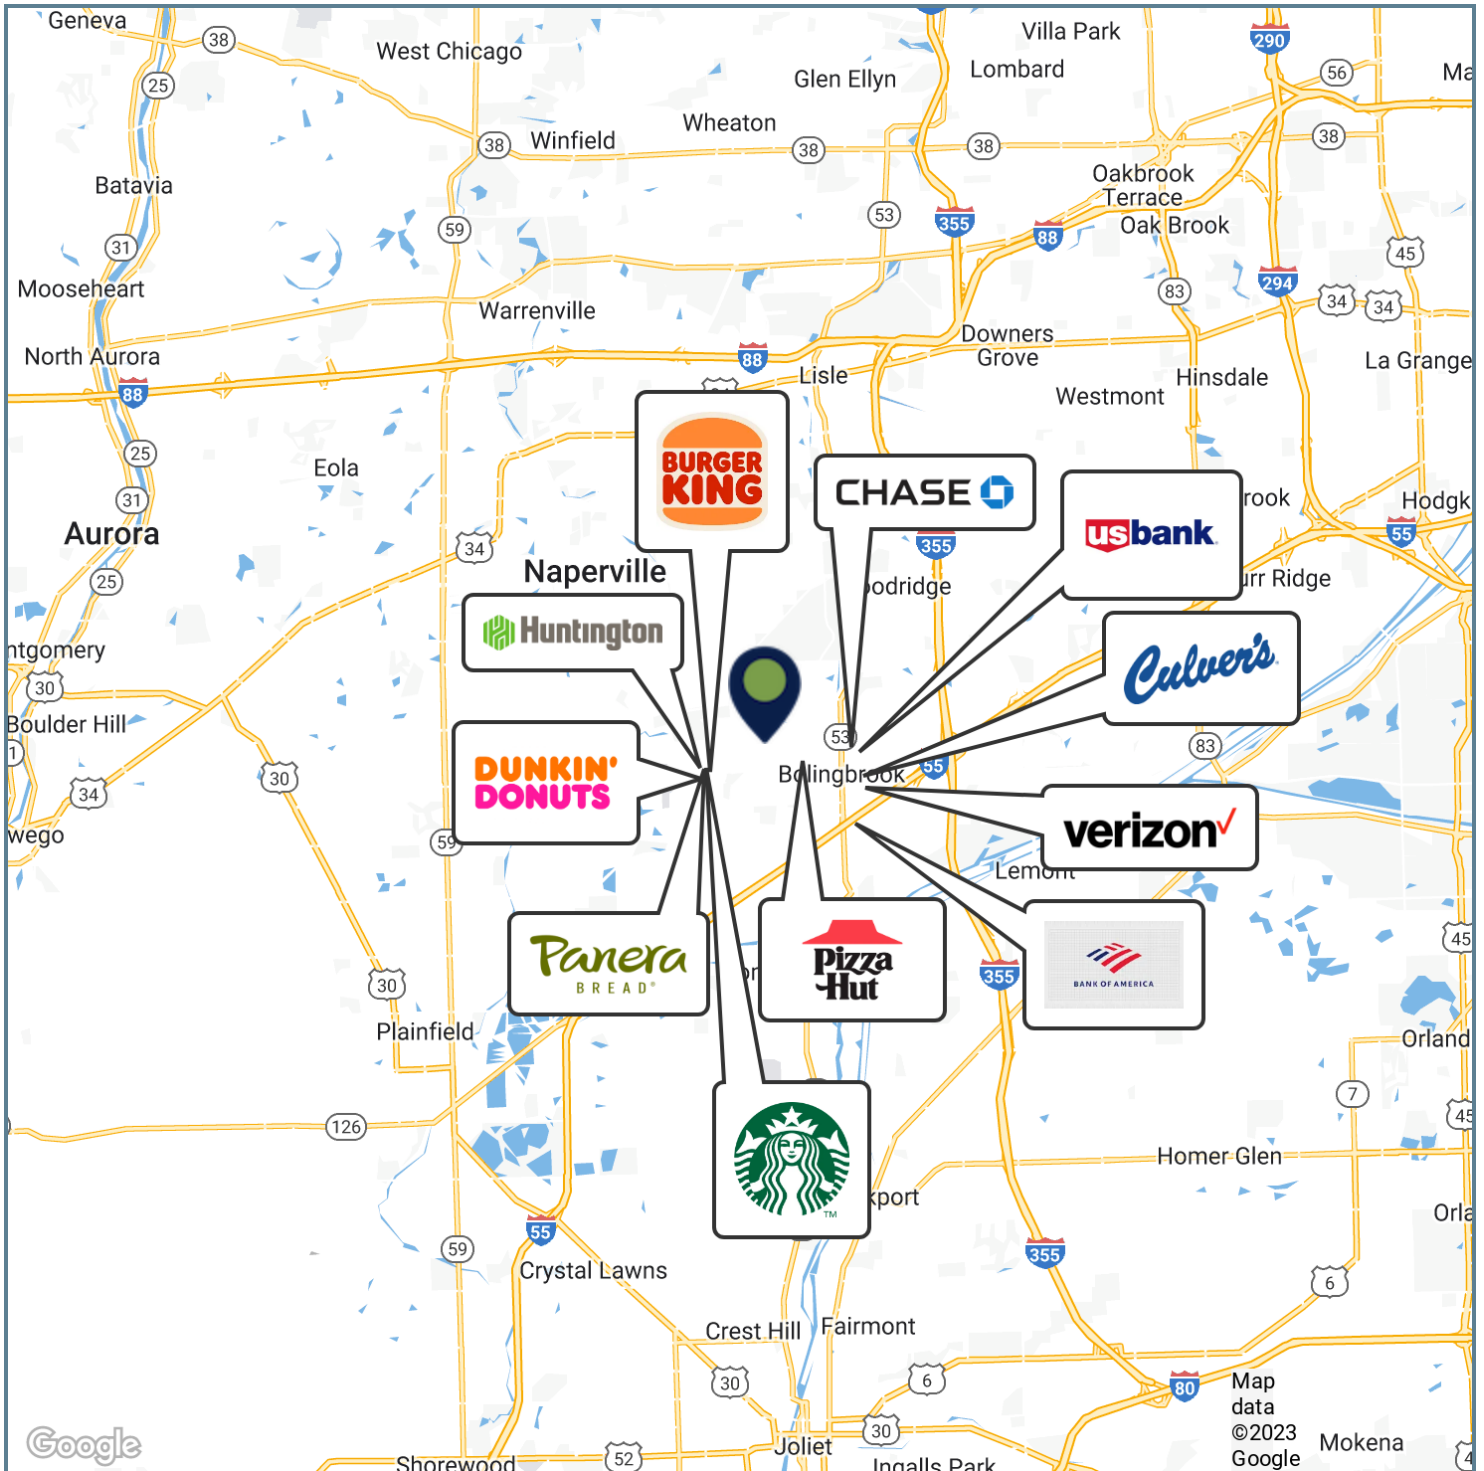 Geneva
38
West Chicago
25
Villa Park
290
Lombard
56
Glen Ellyn
Wheaton
Winfield
38
38
38
38
Batavia
Oakbrook
Terrace
Oak Brook
59
53
355
88
31
45
Mooseheart
83
294
34
34
Warrenville
North Aurora
88
88
Downers
Grove
La Grange
Lisle
Hinsdale
Westmont
25
Eola
31
Aurora
BURGER
KING
CHASE
usbank
rook
Hodgk
55
34
355
25
Naperville
odridge
urr Ridge
Huntington
Culver's
ntgomery
30
Boulder Hill
1
53
83
DUNKIN'
DONUTS
Bolingbrook
55
30
34
wego
59
verizon
Lemont
Panera
BREAD®
Pizza
Hut
BANK OF AMERICA
45
355
30
Plainfield
Orland
7
126
45
Homer Glen
TM
kport
Orla
55
59
355
Crystal Lawns
6
Crest Hill
Fairmont
30
6
80
Map
data
©2023
Google
Google
30
Joliet
Mokena
Shorewood
52
Ingalls Park